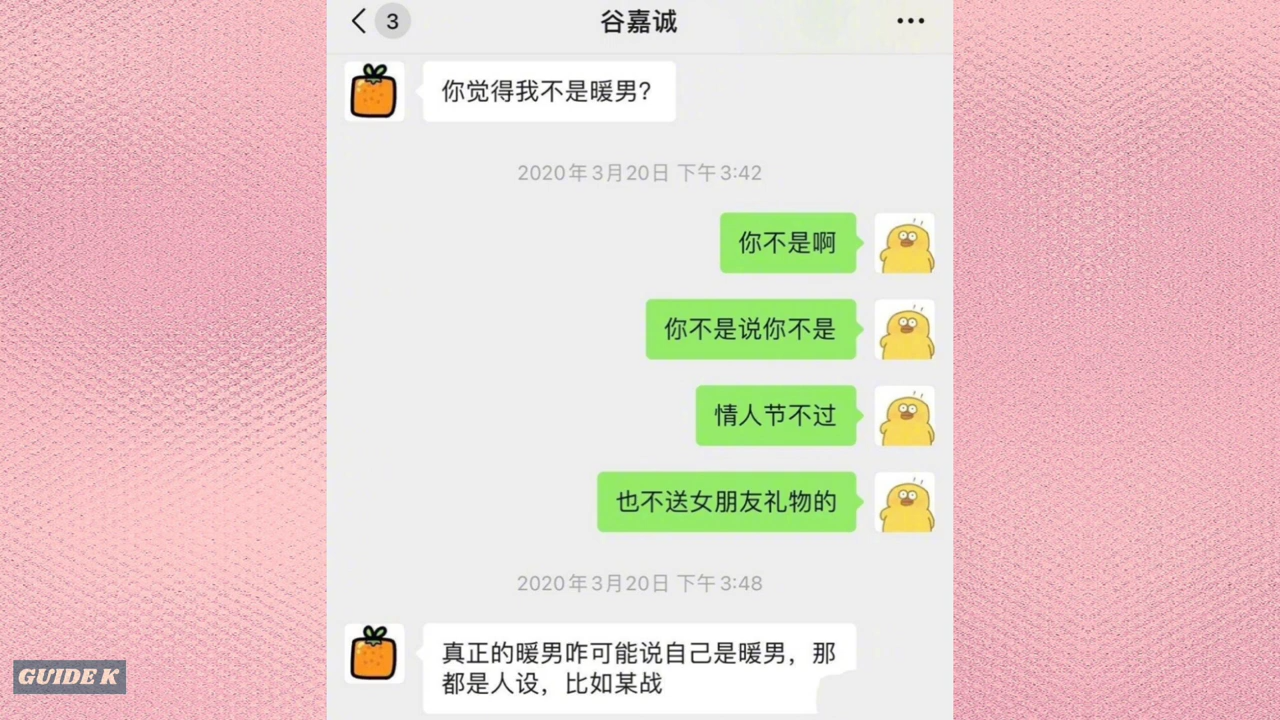 3
谷嘉诚
你觉得我不是暖男?
2020年3月20日 下午3:42
你不是啊
你不是说你不是
情人节不过
也不送女朋友礼物的
2020年3月20日 下午3:48
真正的暖男咋可能说自己是暖男，那
都是人设，比如某战
GUIDE K